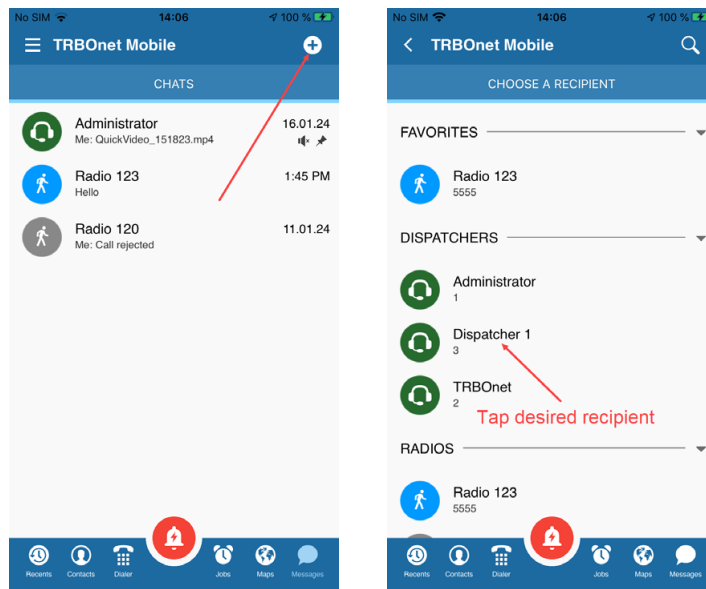 No SIM 14:06 100 %
TRBOnet Mobile
CHATS
Administrator 16.01.24
Me: QuickVideo_151823.mp4
Radio 123 1:45 PM
Hello
Radio 120 11.01.24
Me: Call rejected
Recents Contacts Dialer Jobs Maps Messages
No SIM 14:06 100 %
TRBOnet Mobile
CHOOSE A RECIPIENT
FAVORITES
Radio 123
5555
DISPATCHERS
Administrator
1
Dispatcher 1
3
TRBOnet
2
Tap desired recipient
RADIOS
Radio 123
5555
Recents Contacts Dialer Jobs Maps Messages